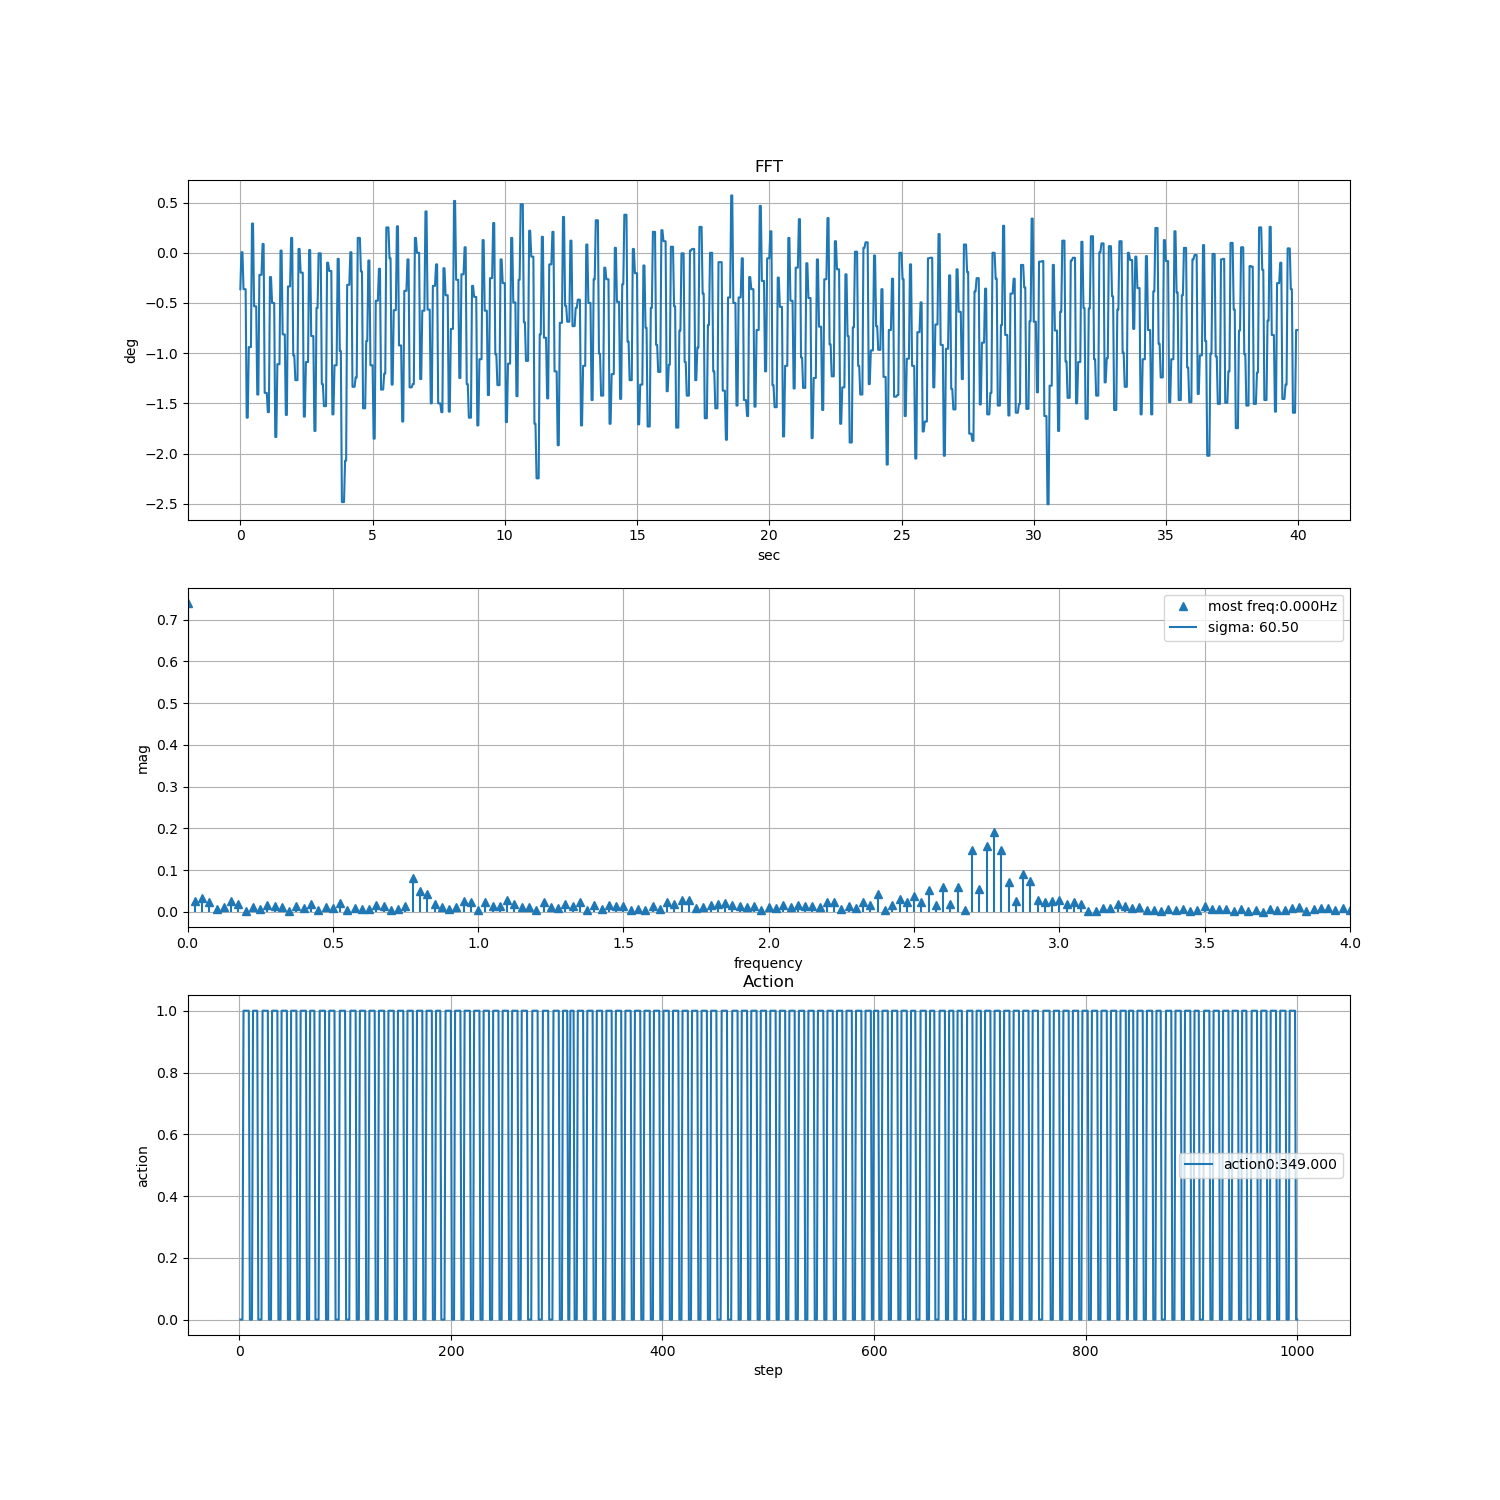 FFT
0.5
0.0
−0.5
−1.0
−1.5
−2.0
−2.5
deg
0 5 10 15 20 25 30 35 40
sec
most freq:0.000Hz
sigma: 60.50
0.7
0.6
0.5
0.4
0.3
0.2
0.1
0.0
mag
0.0 0.5 1.0 1.5 2.0 2.5 3.0 3.5 4.0
frequency
Action
1.0
0.8
0.6
0.4
0.2
0.0
action
action0:349.000
0 200 400 600 800 1000
step